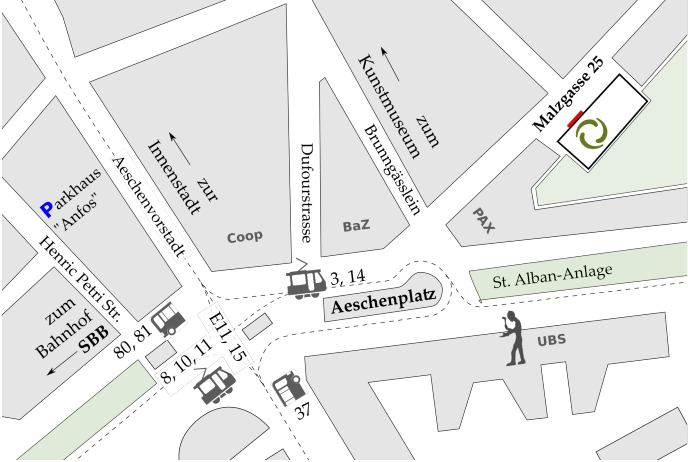 Malzgasse 25
zum
Kunstmuseum
zur
Innenstadt
Aeschenvorstadt
Dufourstrasse
Brunngässlein
Parkhaus
"Anfos"
Henric Petri Str.
Coop
BaZ
PAX
3, 14
Aeschenplatz
St. Alban-Anlage
zum
Bahnhof
SBB
80, 81
8, 10, 11
E11, 15
37
UBS